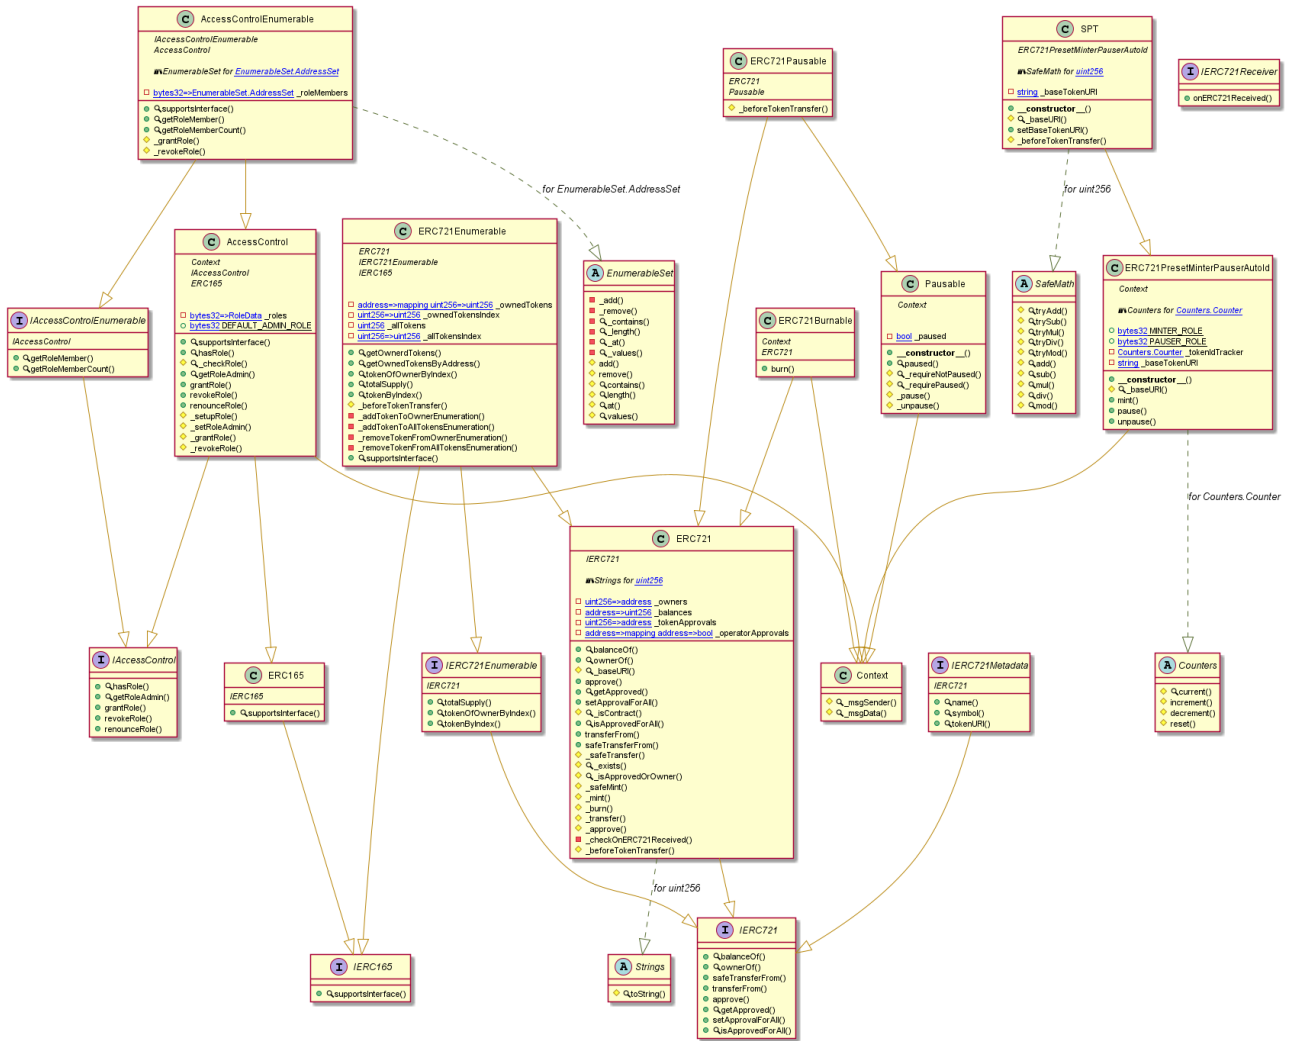 C AccessControlEnumerable
IAccessControlEnumerable
AccessControl
EnumerableSet for EnumerableSet.AddressSet
bytes32=>EnumerableSet.AddressSet _roleMembers
supportsInterface()
getRoleMember()
getRoleMemberCount()
_grantRole()
_revokeRole()
C ERC721Pausable
ERC721
Pausable
_beforeTokenTransfer()
C SPT
ERC721PresetMinterPauserAutoId
SafeMath for uint256
string _baseTokenURI
__constructor__()
_baseURI()
setBaseTokenURI()
_beforeTokenTransfer()
I IERC721Receiver
onERC721Received()
for EnumerableSet.AddressSet
for uint256
C AccessControl
Context
IAccessControl
ERC165
bytes32=>RoleData _roles
bytes32 DEFAULT_ADMIN_ROLE
supportsInterface()
hasRole()
_checkRole()
getRoleAdmin()
grantRole()
revokeRole()
renounceRole()
_setupRole()
_setRoleAdmin()
_grantRole()
_revokeRole()
C ERC721Enumerable
ERC721
IERC721Enumerable
IERC165
address=>mapping uint256=>uint256 _ownedTokens
uint256=>uint256 _ownedTokensIndex
uint256 _allTokens
uint256=>uint256 _allTokensIndex
getOwnerdTokens()
getOwnedTokensByAddress()
tokenOfOwnerByIndex()
totalSupply()
tokenByIndex()
_beforeTokenTransfer()
_addTokenToOwnerEnumeration()
_addTokenToAllTokensEnumeration()
_removeTokenFromOwnerEnumeration()
_removeTokenFromAllTokensEnumeration()
supportsInterface()
A EnumerableSet
_add()
_remove()
_contains()
_length()
_at()
_values()
add()
remove()
contains()
length()
at()
values()
C Pausable
Context
bool _paused
__constructor__()
paused()
_requireNotPaused()
_requirePaused()
_pause()
_unpause()
A SafeMath
tryAdd()
trySub()
tryMul()
tryDiv()
tryMod()
add()
sub()
mul()
div()
mod()
C ERC721PresetMinterPauserAutoId
Context
Counters for Counters.Counter
bytes32 MINTER_ROLE
bytes32 PAUSER_ROLE
Counters.Counter _tokenIdTracker
string _baseTokenURI
__constructor__()
_baseURI()
mint()
pause()
unpause()
I IAccessControlEnumerable
IAccessControl
getRoleMember()
getRoleMemberCount()
C ERC721Burnable
Context
ERC721
burn()
for Counters.Counter
C ERC721
IERC721
Strings for uint256
uint256=>address _owners
address=>uint256 _balances
uint256=>address _tokenApprovals
address=>mapping address=>bool _operatorApprovals
balanceOf()
ownerOf()
_baseURI()
approve()
getApproved()
setApprovalForAll()
_isContract()
isApprovedForAll()
transferFrom()
safeTransferFrom()
_safeTransfer()
_exists()
_isApprovedOrOwner()
_safeMint()
_mint()
_burn()
_transfer()
_approve()
_checkOnERC721Received()
_beforeTokenTransfer()
I IAccessControl
hasRole()
getRoleAdmin()
grantRole()
revokeRole()
renounceRole()
C ERC165
IERC165
supportsInterface()
I IERC721Enumerable
IERC721
totalSupply()
tokenOfOwnerByIndex()
tokenByIndex()
C Context
_msgSender()
_msgData()
I IERC721Metadata
IERC721
name()
symbol()
tokenURI()
A Counters
current()
increment()
decrement()
reset()
for uint256
I IERC165
supportsInterface()
A Strings
toString()
I IERC721
balanceOf()
ownerOf()
safeTransferFrom()
transferFrom()
approve()
getApproved()
setApprovalForAll()
isApprovedForAll()